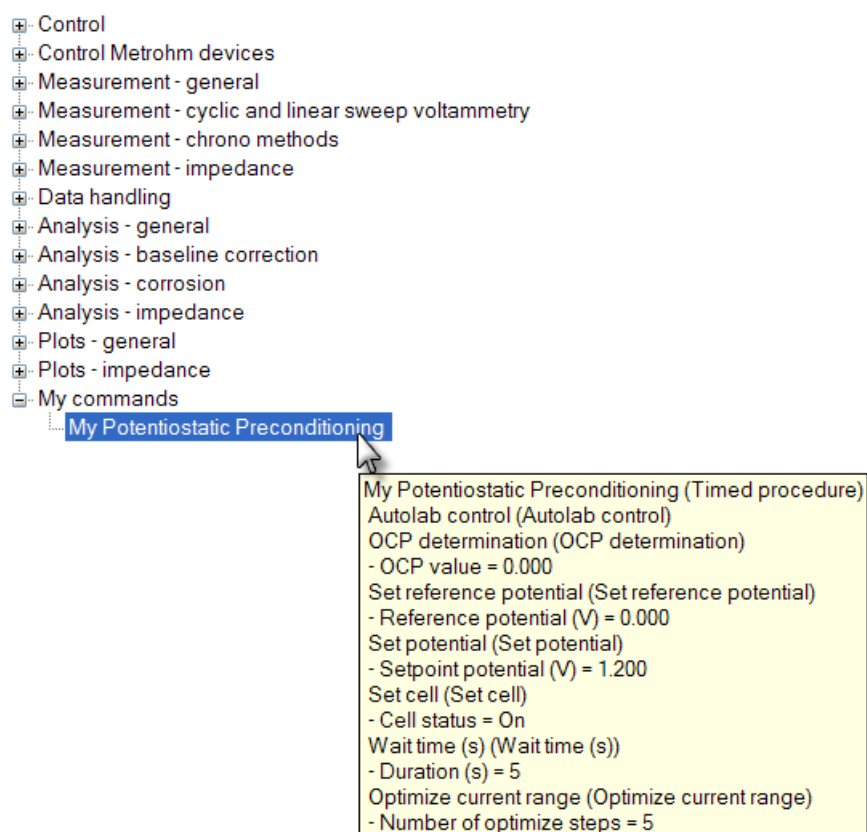 Control
Control Metrohm devices
Measurement - general
Measurement - cyclic and linear sweep voltammetry
Measurement - chrono methods
Measurement - impedance
Data handling
Analysis - general
Analysis - baseline correction
Analysis - corrosion
Analysis - impedance
Plots - general
Plots - impedance
My commands
My Potentiostatic Preconditioning
My Potentiostatic Preconditioning (Timed procedure)
Autolab control (Autolab control)
OCP determination (OCP determination)
- OCP value = 0.000
Set reference potential (Set reference potential)
- Reference potential (V) = 0.000
Set potential (Set potential)
- Setpoint potential (V) = 1.200
Set cell (Set cell)
- Cell status = On
Wait time (s) (Wait time (s))
- Duration (s) = 5
Optimize current range (Optimize current range)
- Number of optimize steps = 5